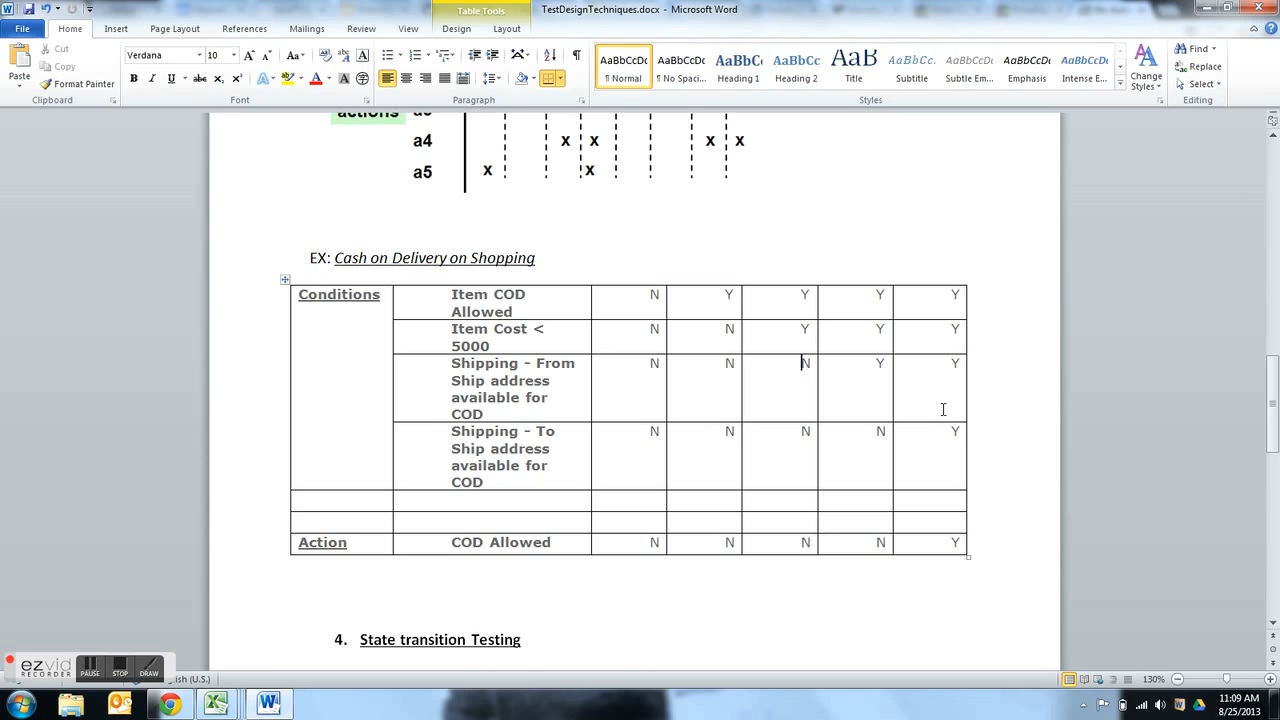 TestDesignTechniques.docx - Microsoft Word
Table Tools
File Home Insert Page Layout References Mailings Review View Design Layout
Paste
Cut
Copy
Format Painter
Clipboard
Verdana 10
Font
Paragraph
AaBbCcDc AaBbCcDc AaBbC AaBbCc AaB AaBbCc. AaBbCcDc AaBbCcDc AaBbCcDc
¶ Normal ¶ No Spaci... Heading 1 Heading 2 Title Subtitle Subtle Em... Emphasis Intense E...
Styles
Change Styles
Find
Replace
Select
Editing
actions
a4 x x x x
a5 x x
EX: Cash on Delivery on Shopping
Conditions Item COD N Y Y Y Y
Allowed
Item Cost < N N Y Y Y
5000
Shipping - From N N N Y Y
Ship address
available for
COD
Shipping - To N N N N Y
Ship address
available for
COD
Action COD Allowed N N N N Y
4. State transition Testing
ezvid
RECORDER
PAUSE STOP DRAW
English (U.S.)
130%
11:09 AM
8/25/2013